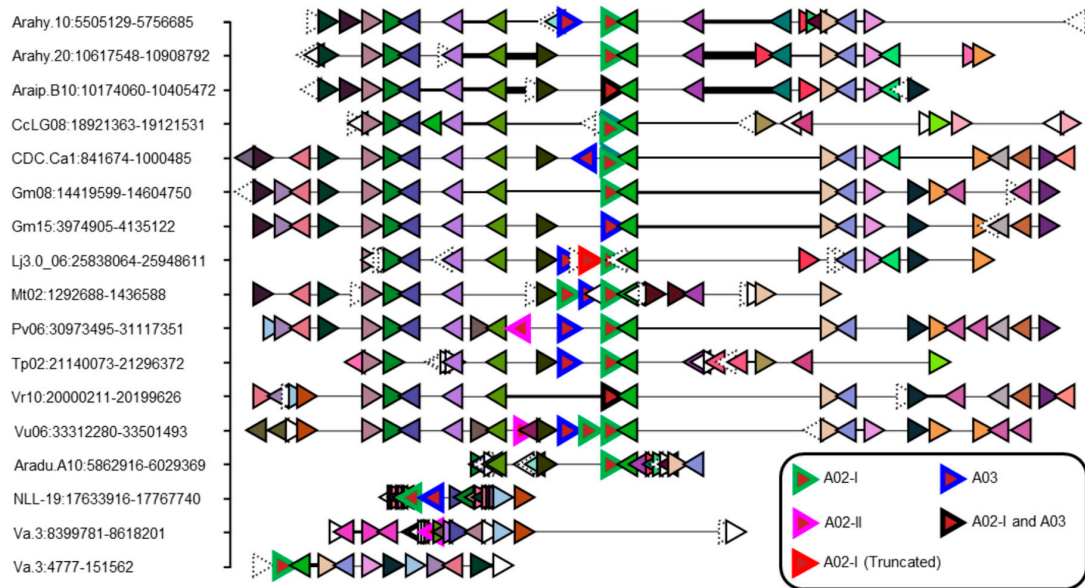 Arahy.10:5505129-5756685
Arahy.20:10617548-10908792
Araip.B10:10174060-10405472
CcLG08:18921363-19121531
CDC.Ca1:841674-1000485
Gm08:14419599-14604750
Gm15:3974905-4135122
Lj3.0_06:25838064-25948611
Mt02:1292688-1436588
Pv06:30973495-31117351
Tp02:21140073-21296372
Vr10:20000211-20199626
Vu06:33312280-33501493
Aradu.A10:5862916-6029369
NLL-19:17633916-17767740
Va.3:8399781-8618201
Va.3:4777-151562
A02-I
A03
A02-II
A02-I and A03
A02-I (Truncated)